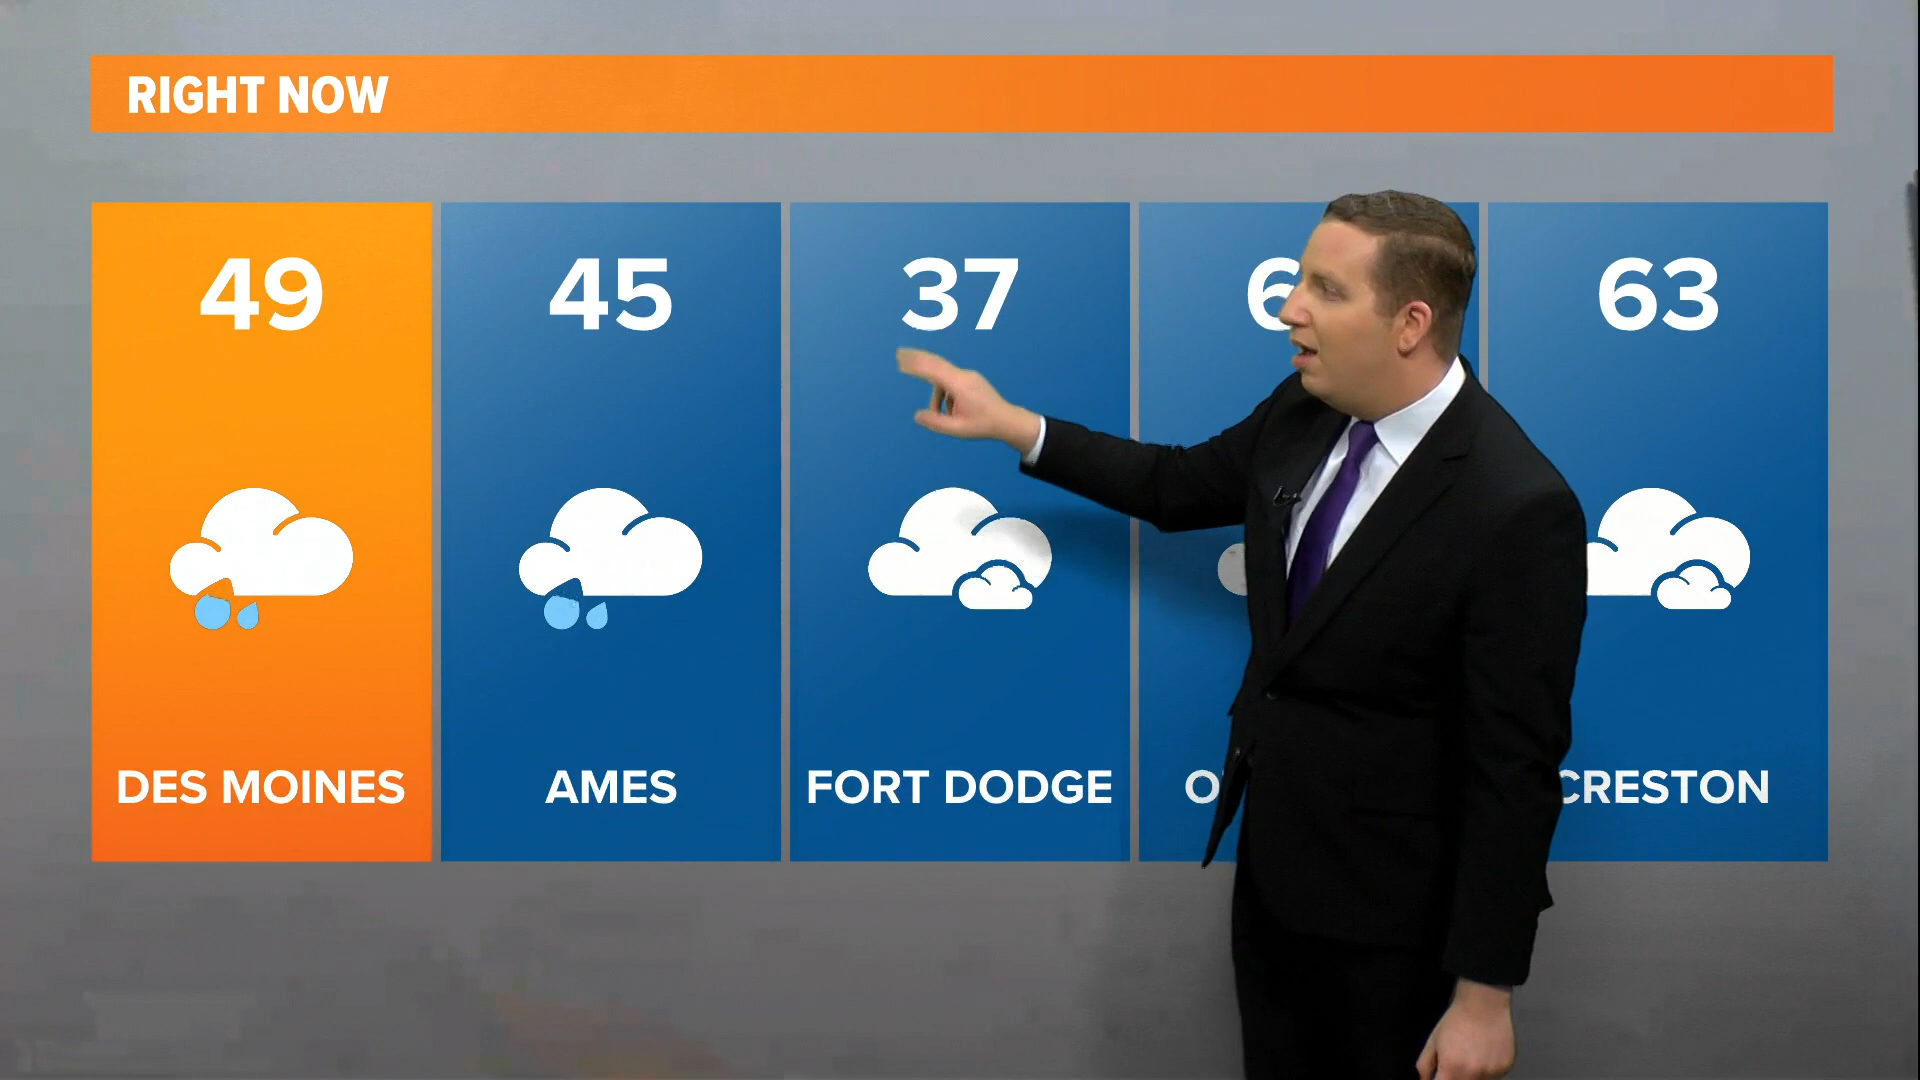 RIGHT NOW
49
45
37
63
DES MOINES
AMES
FORT DODGE
CRESTON